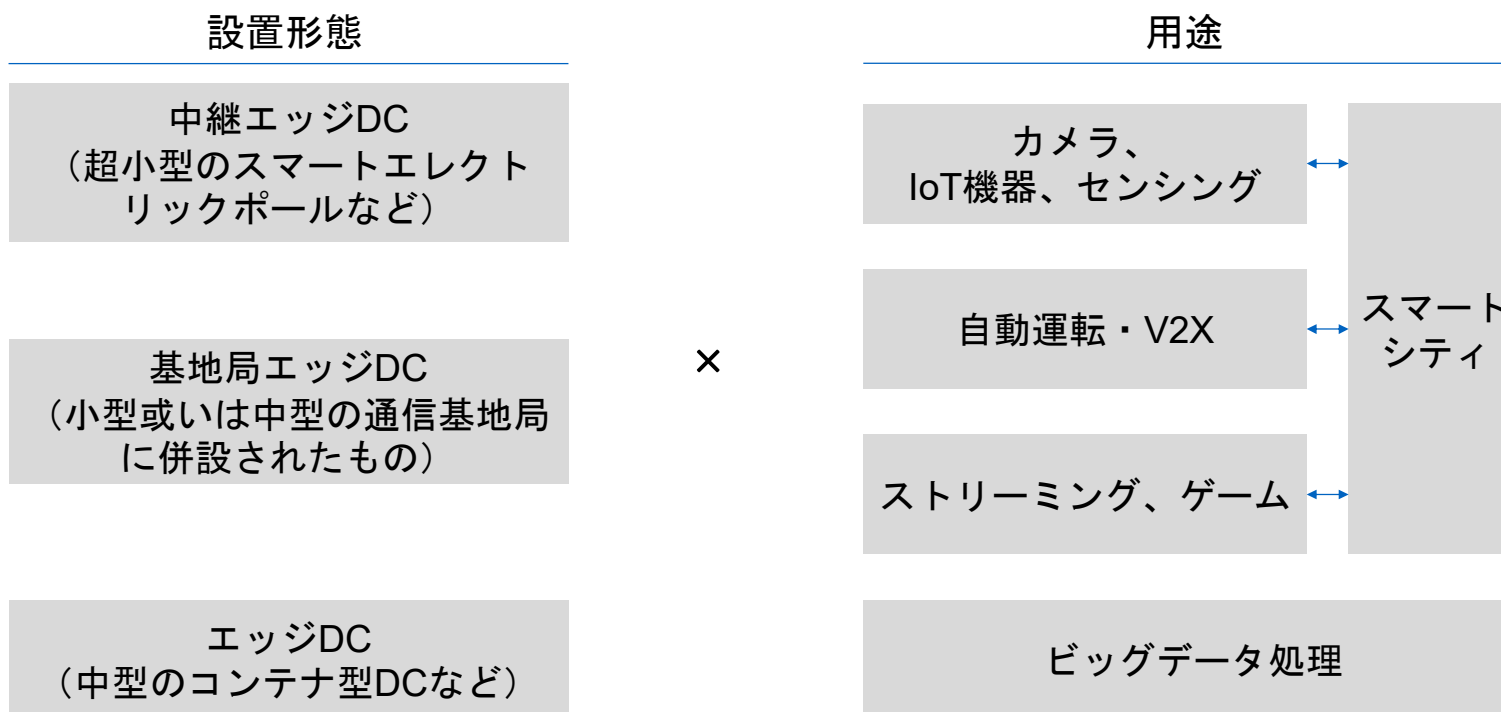 設置形態
中継エッジDC
（超小型のスマートエレクト
リックポールなど）
基地局エッジDC
（小型或いは中型の通信基地局
に併設されたもの）
エッジDC
（中型のコンテナ型DCなど）
×
用途
カメラ、
IoT機器、センシング
自動運転・V2X
ストリーミング、ゲーム
スマート
シティ
ビッグデータ処理